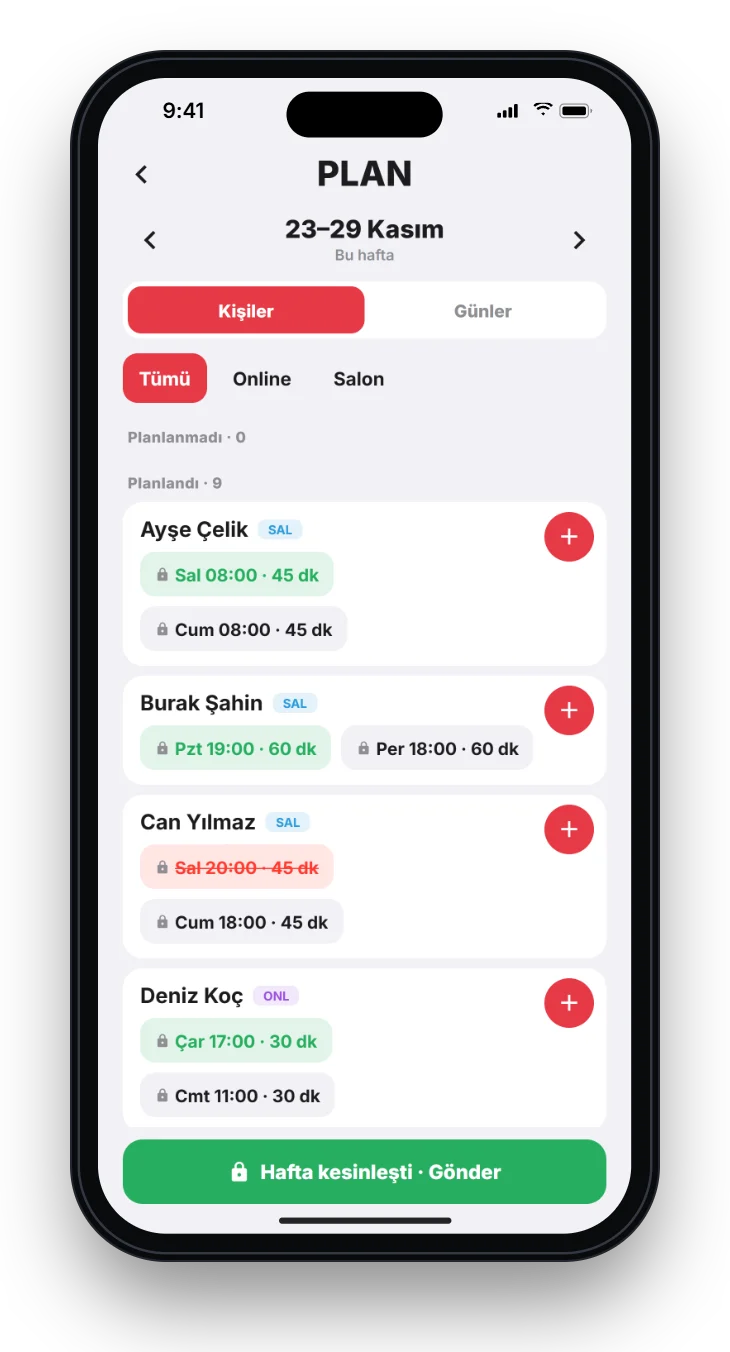 9:41
PLAN
23–29 Kasım
Bu hafta
Kişiler Günler
Tümü Online Salon
Planlanmadı · 0
Planlandı · 9
Ayşe Çelik SAL
Sal 08:00 · 45 dk
Cum 08:00 · 45 dk
Burak Şahin SAL
Pzt 19:00 · 60 dk Per 18:00 · 60 dk
Can Yılmaz SAL
Sal 20:00 · 45 dk
Cum 18:00 · 45 dk
Deniz Koç ONL
Çar 17:00 · 30 dk
Cmt 11:00 · 30 dk
Hafta kesinleşti · Gönder